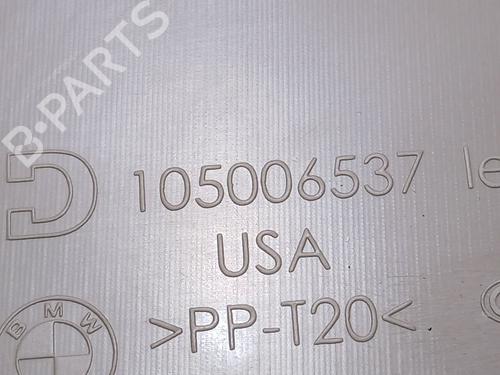 B-PARTS
105006537 le
USA
BMW
>PP-T20<